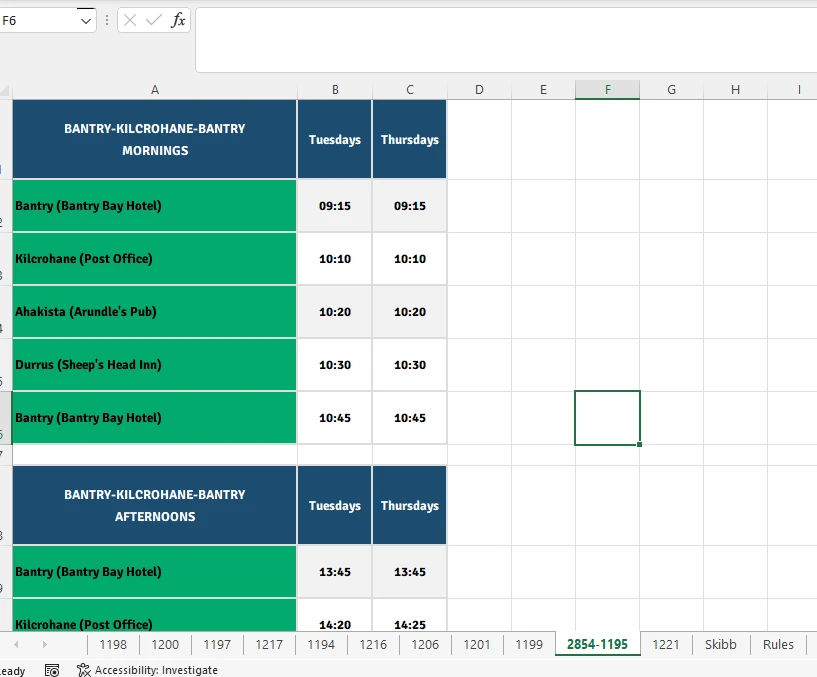 F6
fx
A B C D E F G H I
BANTRY-KILCROHANE-BANTRY
MORNINGS
Tuesdays Thursdays
Bantry (Bantry Bay Hotel) 09:15 09:15
Kilcrohane (Post Office) 10:10 10:10
Ahakista (Arundle's Pub) 10:20 10:20
Durrus (Sheep's Head Inn) 10:30 10:30
Bantry (Bantry Bay Hotel) 10:45 10:45
BANTRY-KILCROHANE-BANTRY
AFTERNOONS
Tuesdays Thursdays
Bantry (Bantry Bay Hotel) 13:45 13:45
Kilcrohane (Post Office) 14:20 14:25
1198 1200 1197 1217 1194 1216 1206 1201 1199 2854-1195 1221 Skibb Rules
eady Accessibility: Investigate